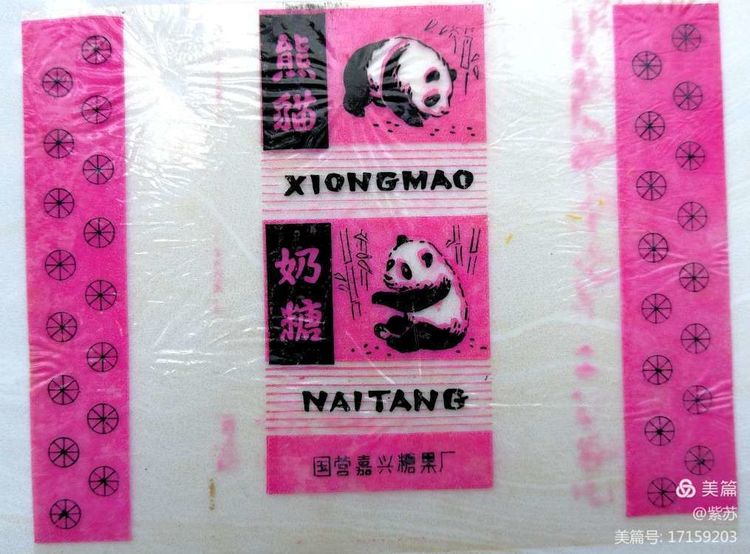 熊猫
XIONGMAO
奶糖
NAITANG
国营嘉兴糖果厂
美篇
@紫苏
美篇号: 17159203